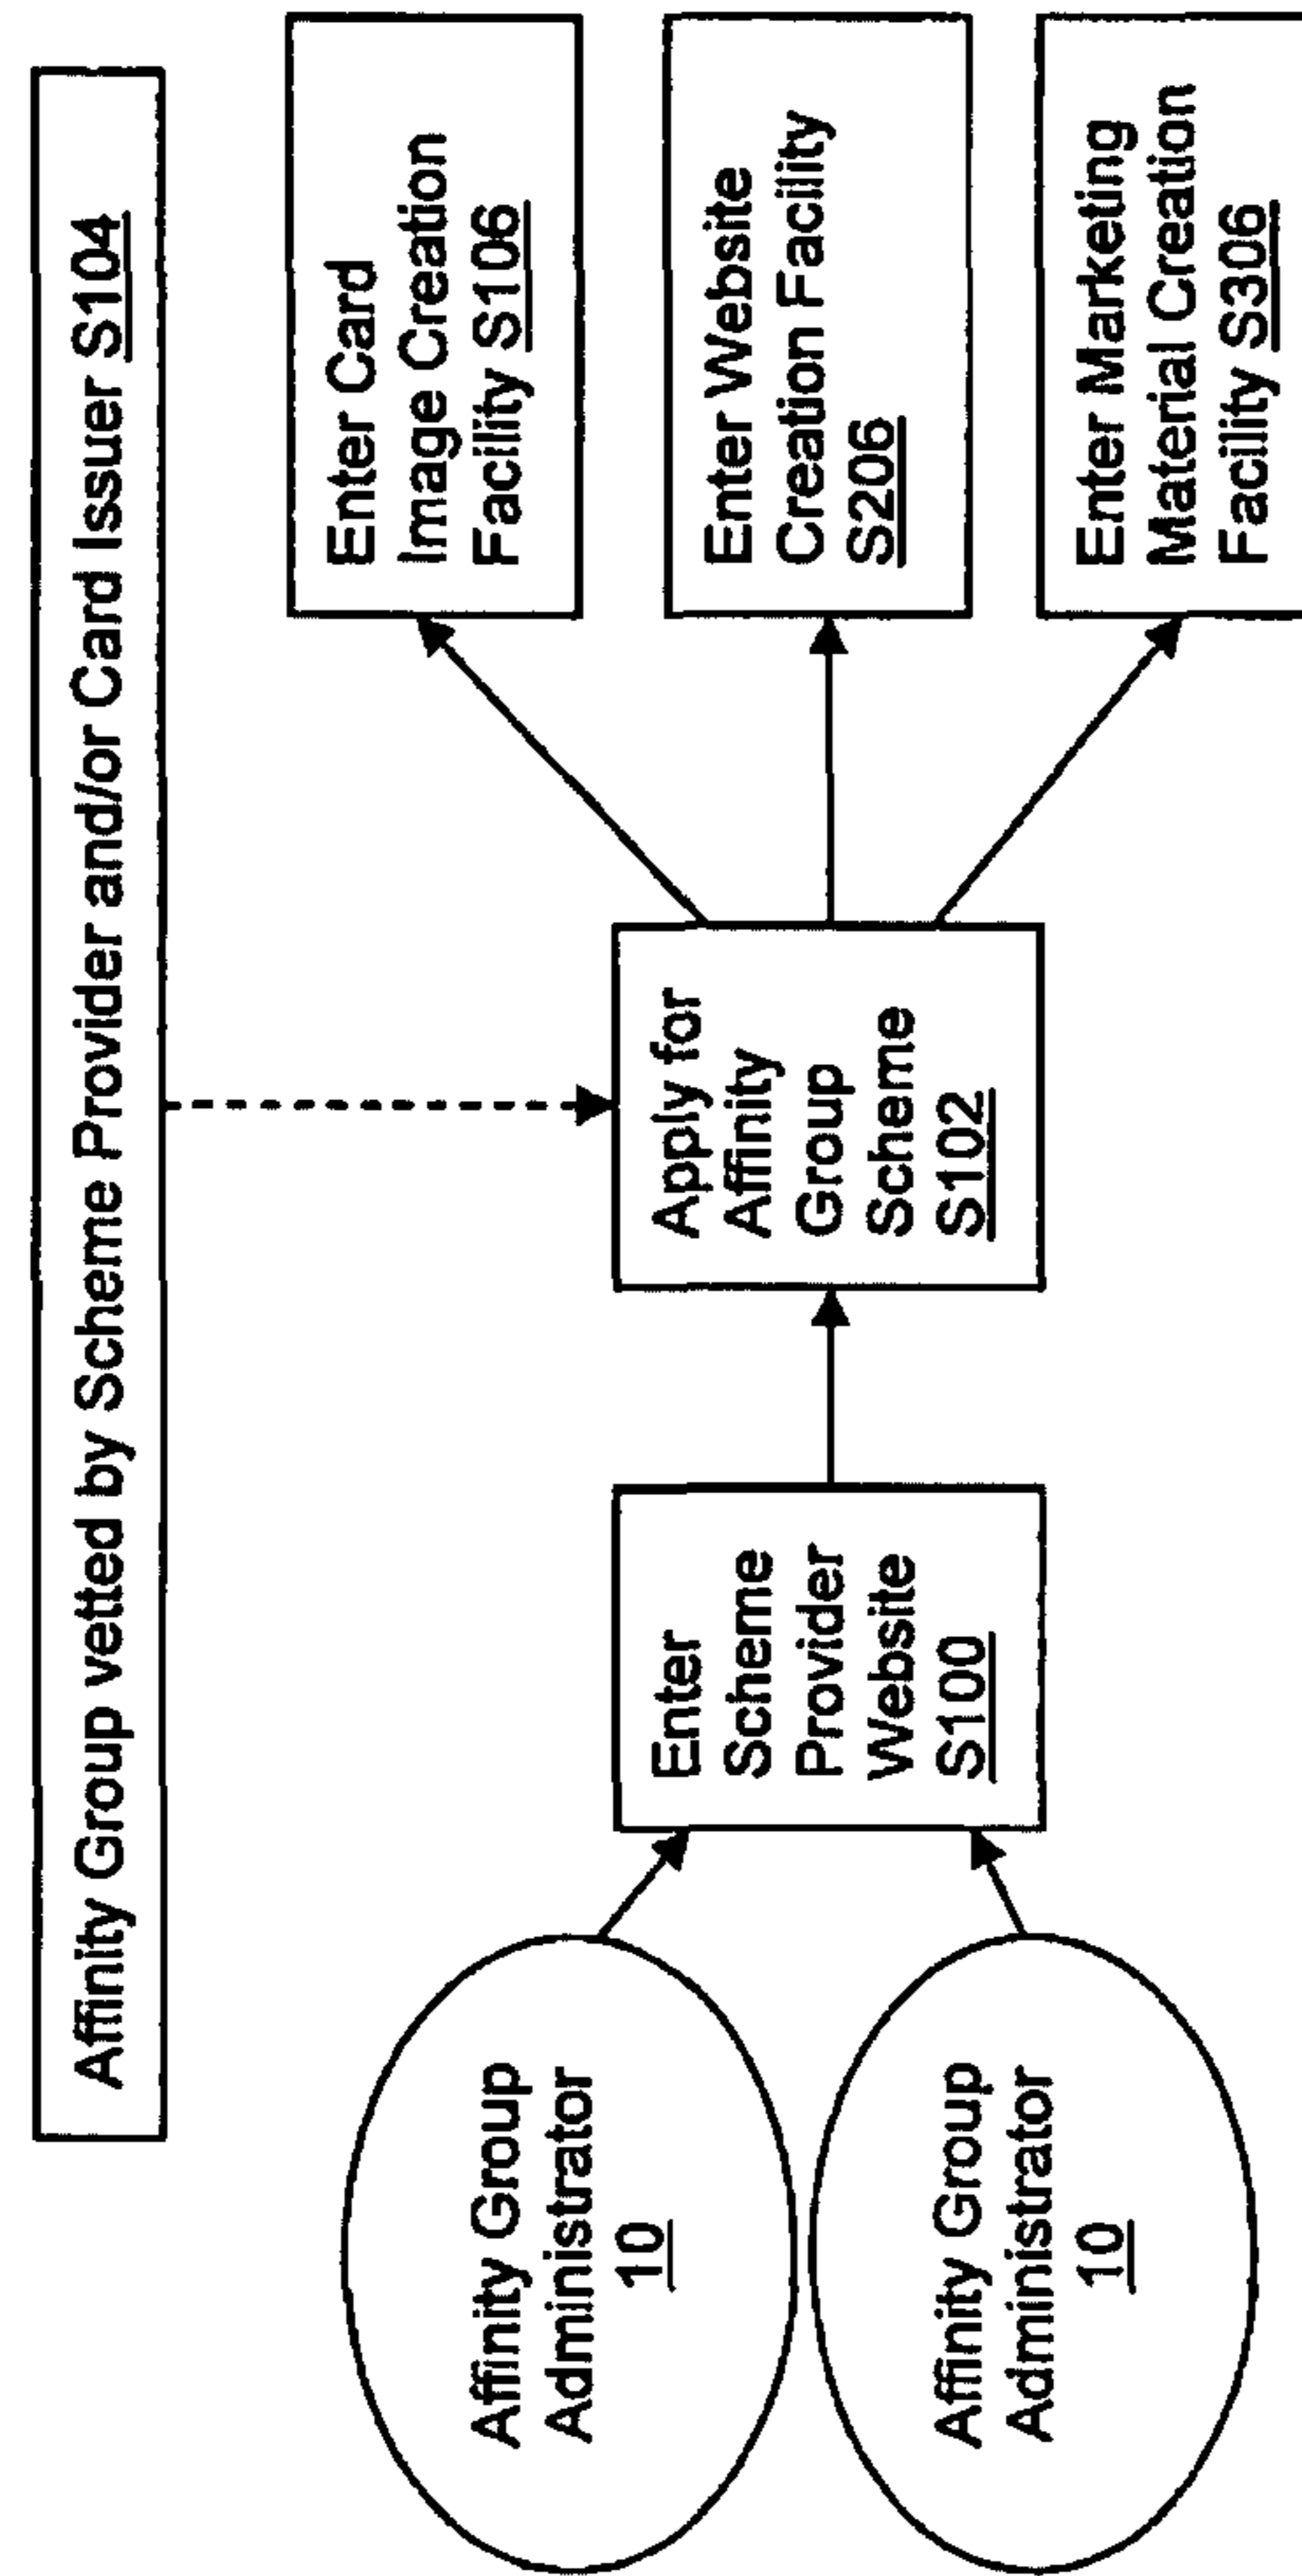 Affinity Group vetted by Scheme Provider and/or Card Issuer S104
Affinity Group
Administrator
10
Affinity Group
Administrator
10
Enter
Scheme
Provider
Website
S100
Apply for
Affinity
Group
Scheme
S102
Enter Card
Image Creation
Facility S106
Enter Website
Creation Facility
S206
Enter Marketing
Material Creation
Facility S306